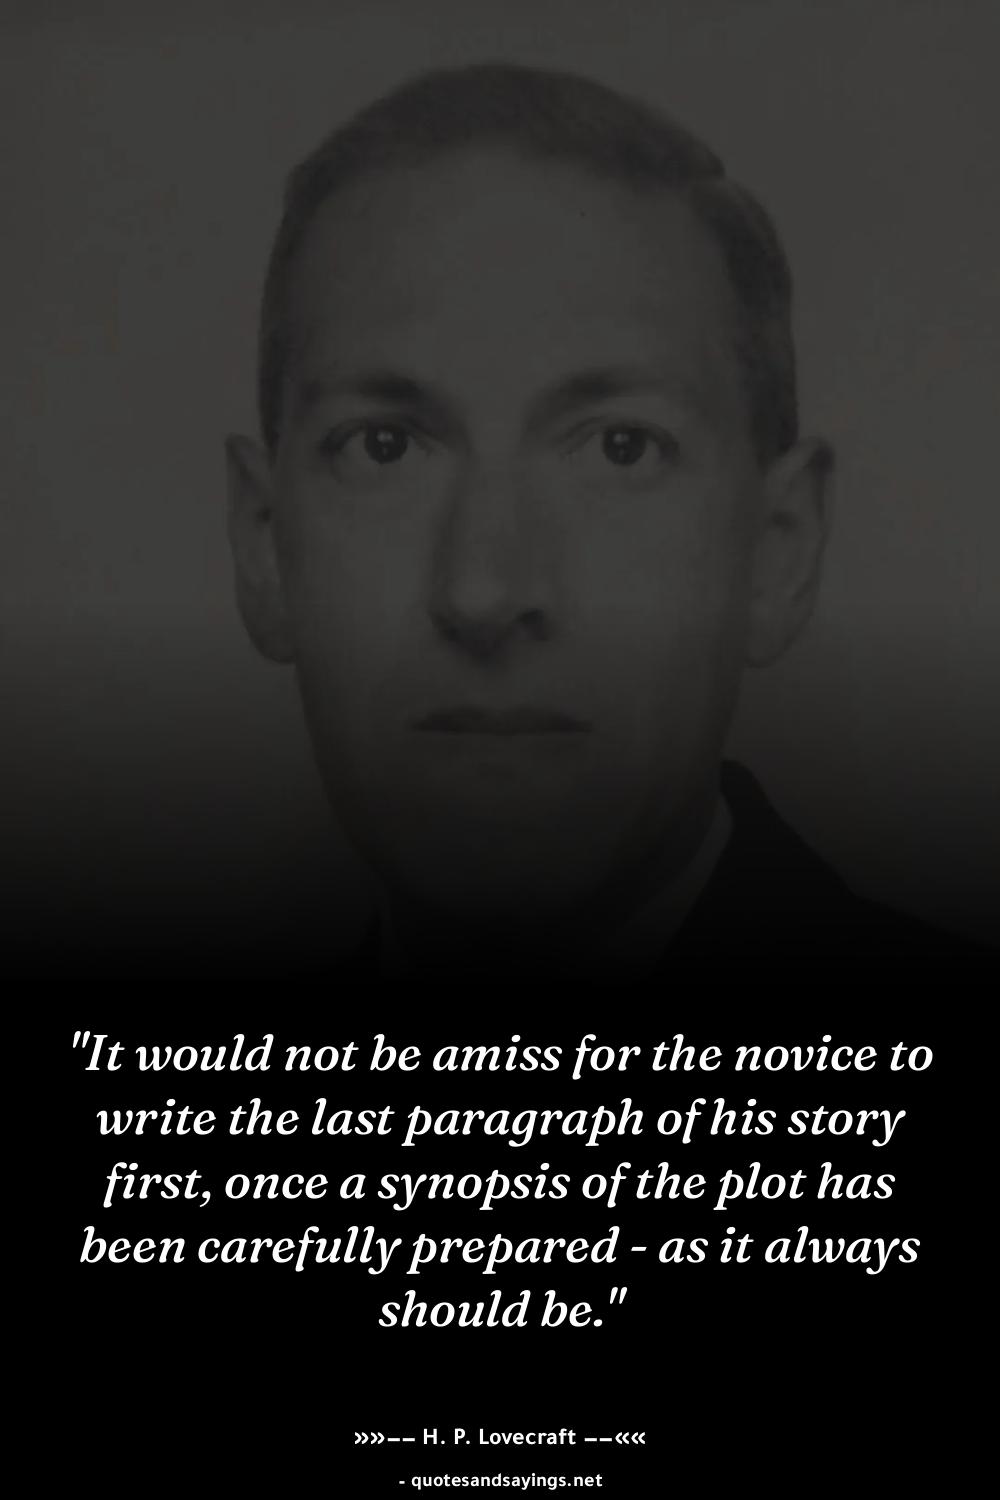 "It would not be amiss for the novice to
write the last paragraph of his story
first, once a synopsis of the plot has
been carefully prepared - as it always
should be."
»»–– H. P. Lovecraft ––««
- quotesandsayings.net